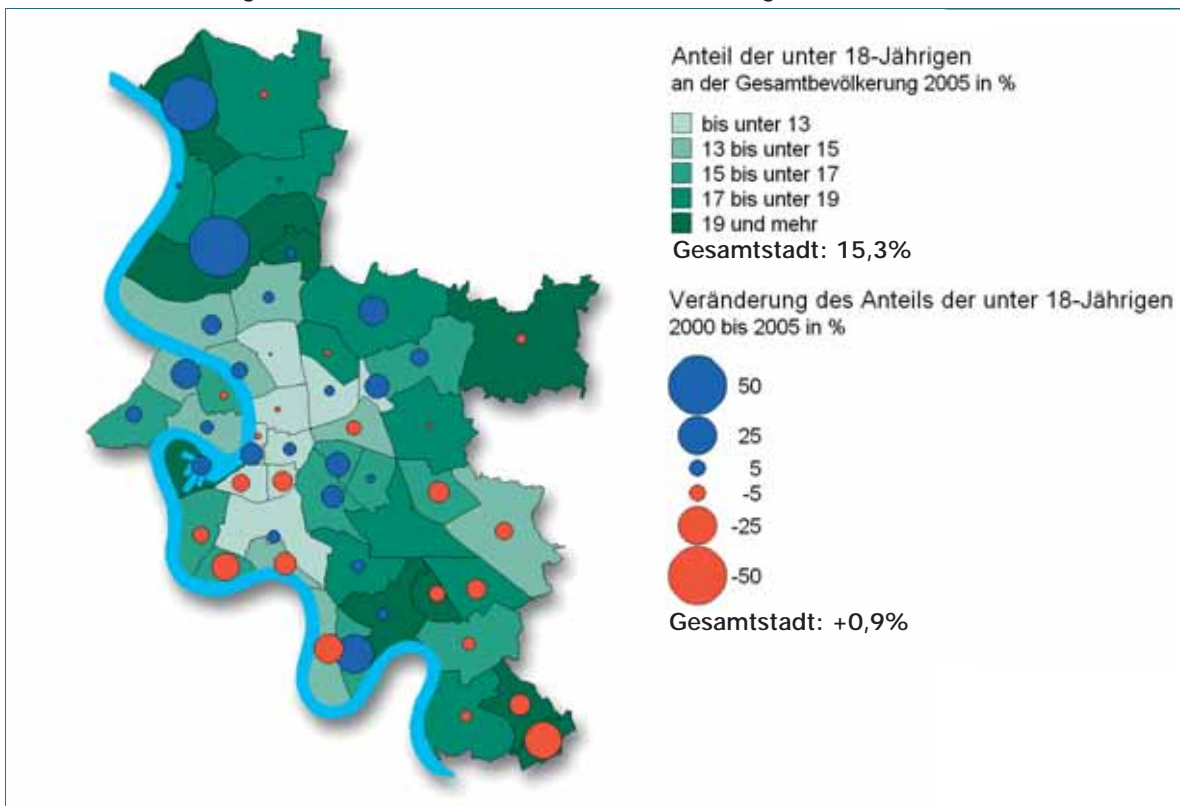 Anteil der unter 18-Jährigen
an der Gesamtbevölkerung 2005 in %
bis unter 13
13 bis unter 15
15 bis unter 17
17 bis unter 19
19 und mehr
Gesamtstadt: 15,3%
Veränderung des Anteils der unter 18-Jährigen
2000 bis 2005 in %
50
25
5
-5
-25
-50
Gesamtstadt: +0,9%